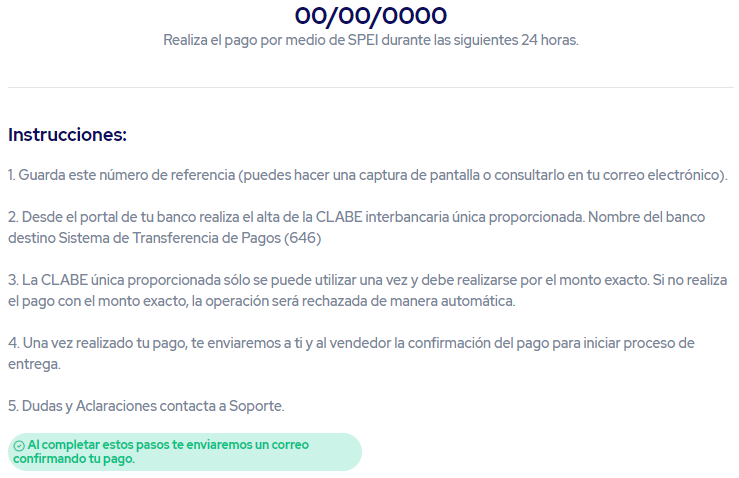 00/00/0000
Realiza el pago por medio de SPEI durante las siguientes 24 horas.
Instrucciones:
1. Guarda este número de referencia (puedes hacer una captura de pantalla o consultarlo en tu correo electrónico).
2. Desde el portal de tu banco realiza el alta de la CLABE interbancaria única proporcionada. Nombre del banco
destino Sistema de Transferencia de Pagos (646)
3. La CLABE única proporcionada sólo se puede utilizar una vez y debe realizarse por el monto exacto. Si no realiza
el pago con el monto exacto, la operación será rechazada de manera automática.
4. Una vez realizado tu pago, te enviaremos a ti y al vendedor la confirmación del pago para iniciar proceso de
entrega.
5. Dudas y Aclaraciones contacta a Soporte.
Al completar estos pasos te enviaremos un correo
confirmando tu pago.